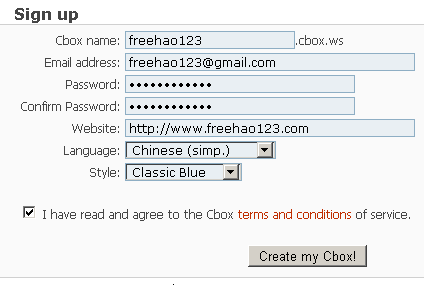 Sign up
Cbox name: freehao123 .cbox.ws
Email address: freehao123@gmail.com
Password: ••••••••••••
Confirm Password: ••••••••••••
Website: http://www.freehao123.com
Language: Chinese (simp.)
Style: Classic Blue
I have read and agree to the Cbox terms and conditions of service.
Create my Cbox!